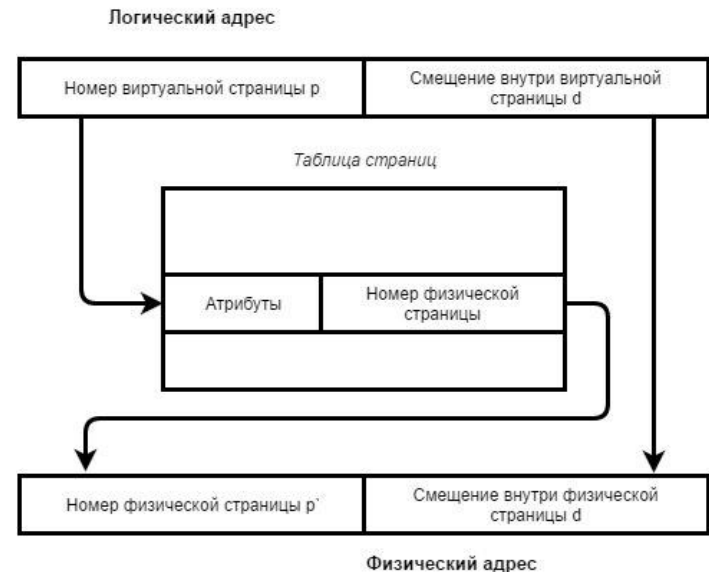 Логический адрес
Номер виртуальной страницы p
Смещение внутри виртуальной
страницы d
Таблица страниц
Атрибуты
Номер физической
страницы
Номер физической страницы p`
Смещение внутри физической
страницы d
Физический адрес